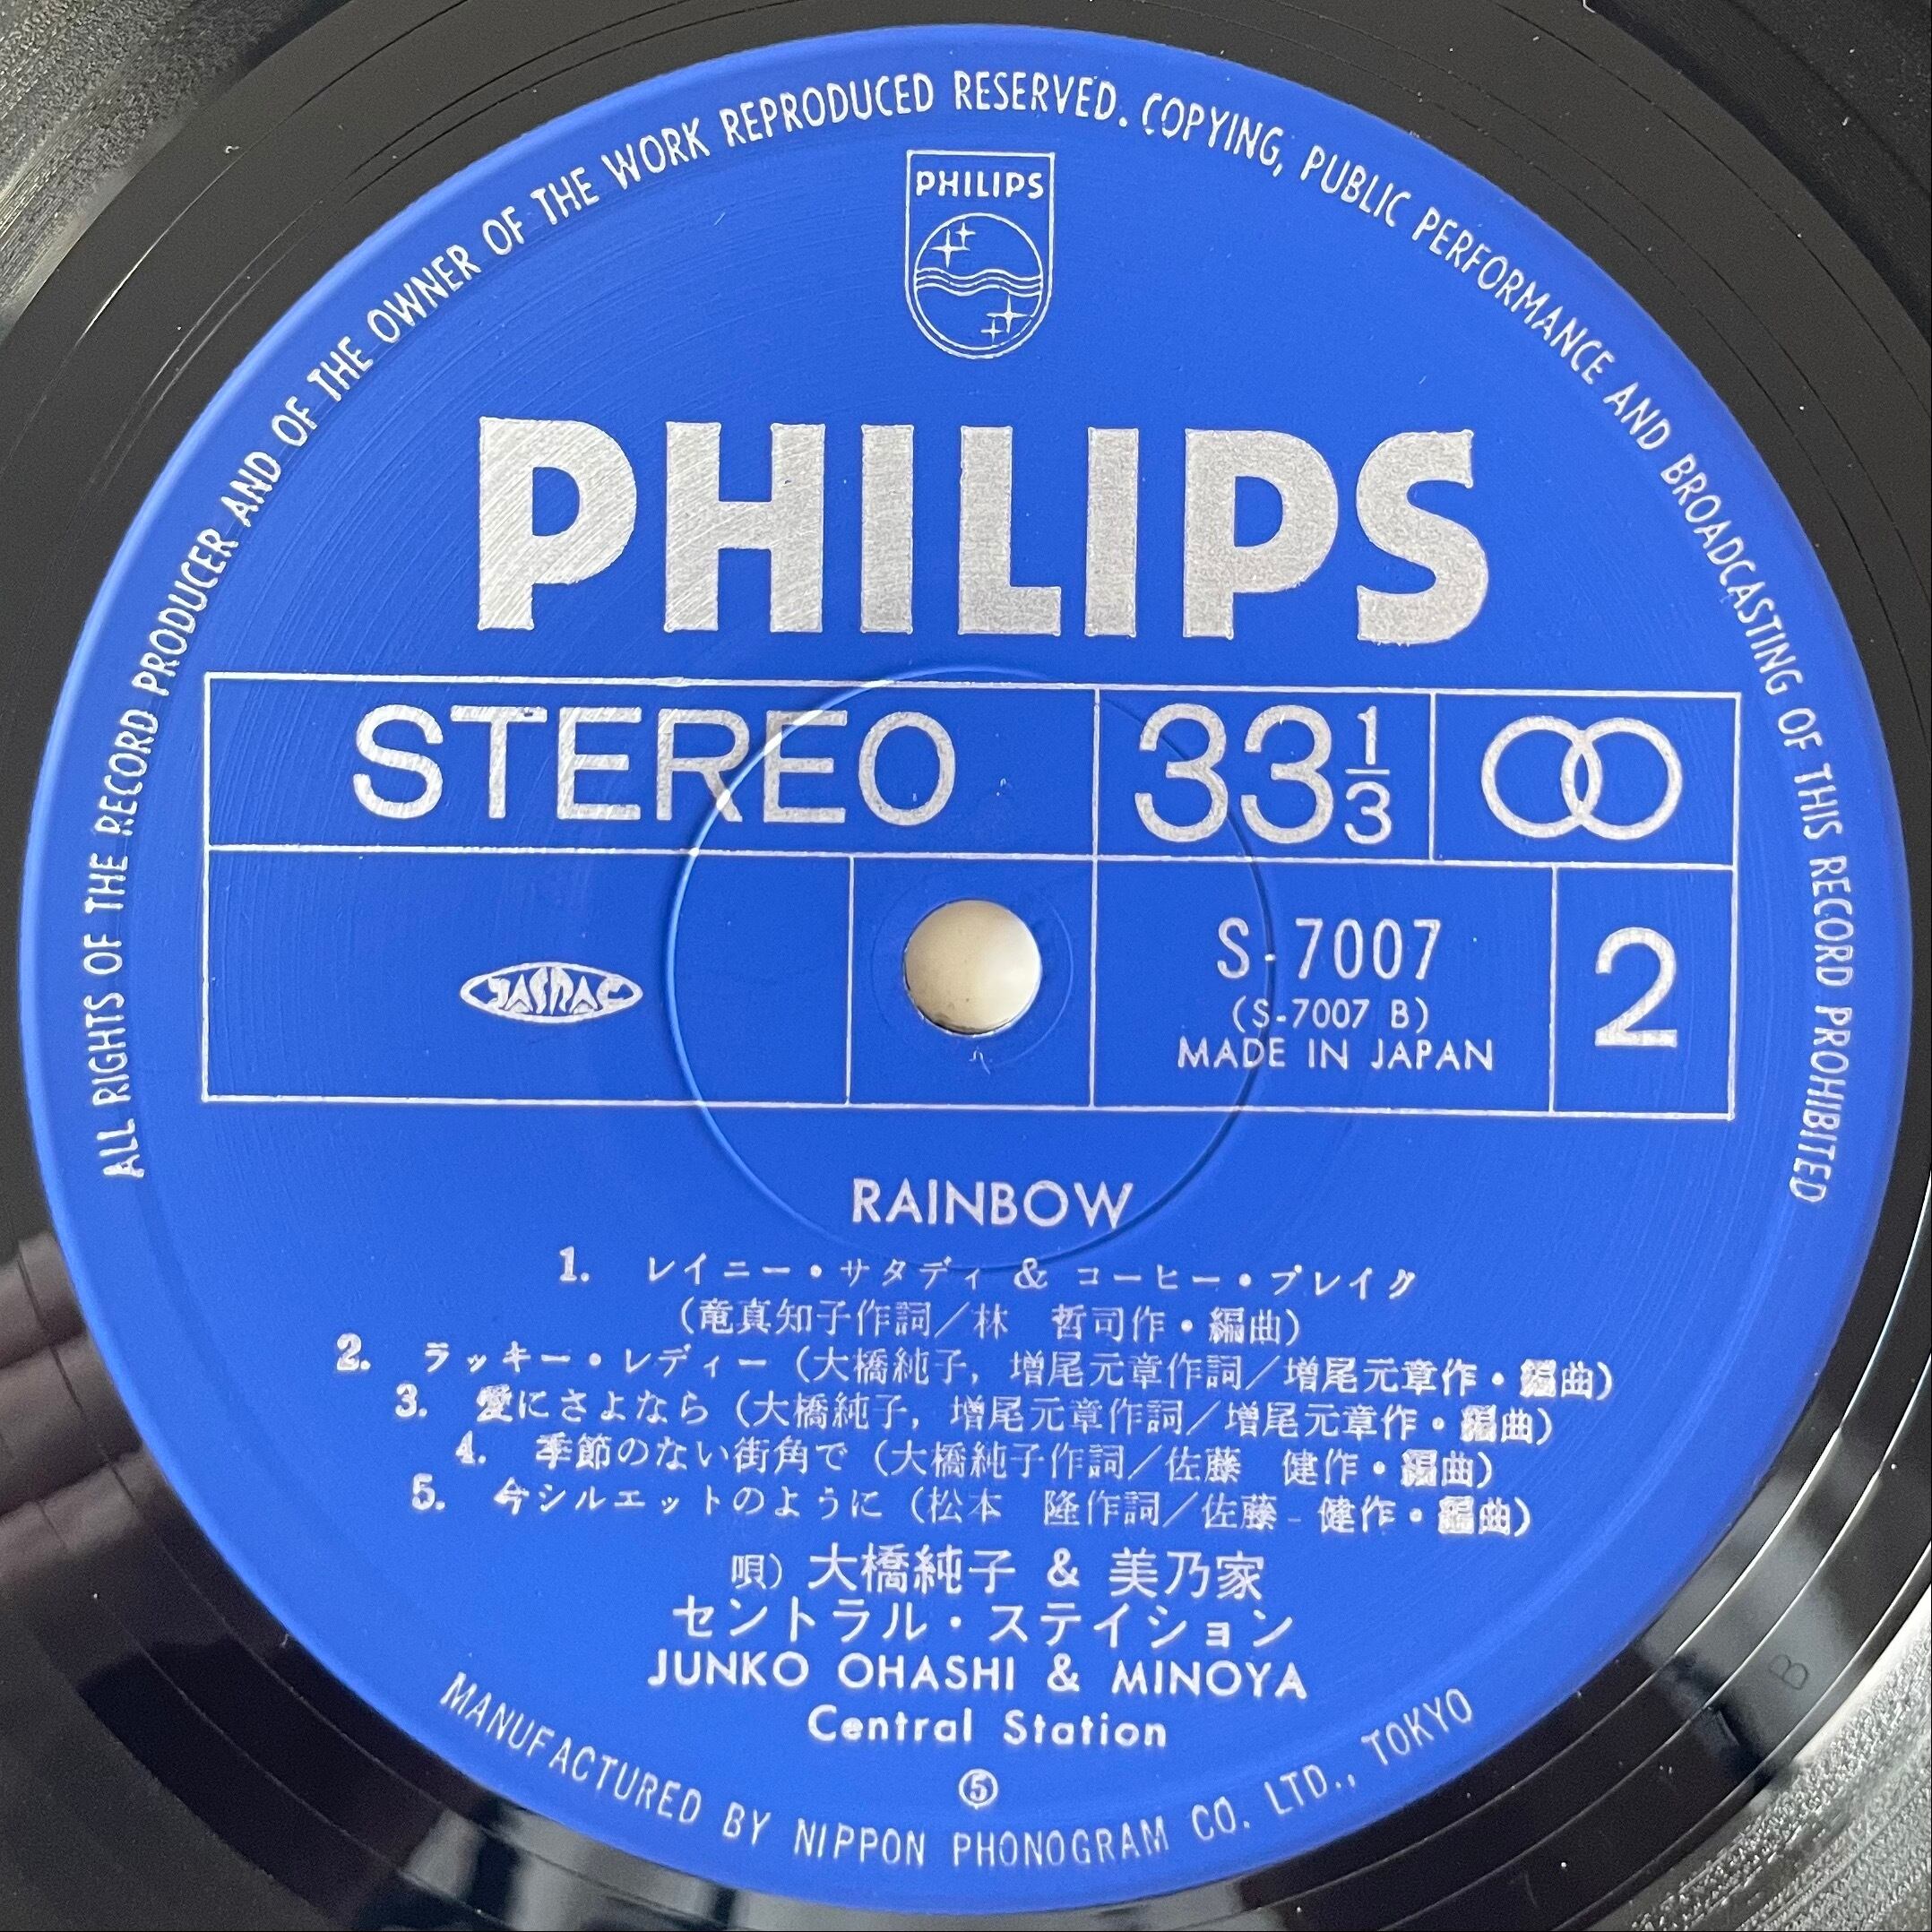 ALL RIGHTS OF THE RECORD PRODUCER AND OF THE OWNER OF THE WORK REPRODUCED RESERVED. COPYING, PUBLIC PERFORMANCE AND BROADCASTING OF THIS RECORD PROHIBITED
PHILIPS
PHILIPS
STEREO
33 1/3
JASRAC
S-7007
(S-7007 B)
MADE IN JAPAN
2
RAINBOW
1. レイニー・サタディ & コーヒー・ブレイク
(竜真知子作詞/林 哲司作・編曲)
2. ラッキー・レディー (大橋純子, 増尾元章作詞/増尾元章作・編曲)
3. 愛にさよなら (大橋純子, 増尾元章作詞/増尾元章作・編曲)
4. 季節のない街角で (大橋純子作詞/佐藤 健作・編曲)
5. 今シルエットのように (松本 隆作詞/佐藤 健作・編曲)
唄) 大橋純子 & 美乃家
セントラル・ステイション
JUNKO OHASHI & MINOYA
Central Station
⑤
MANUFACTURED BY NIPPON PHONOGRAM CO. LTD., TOKYO
B